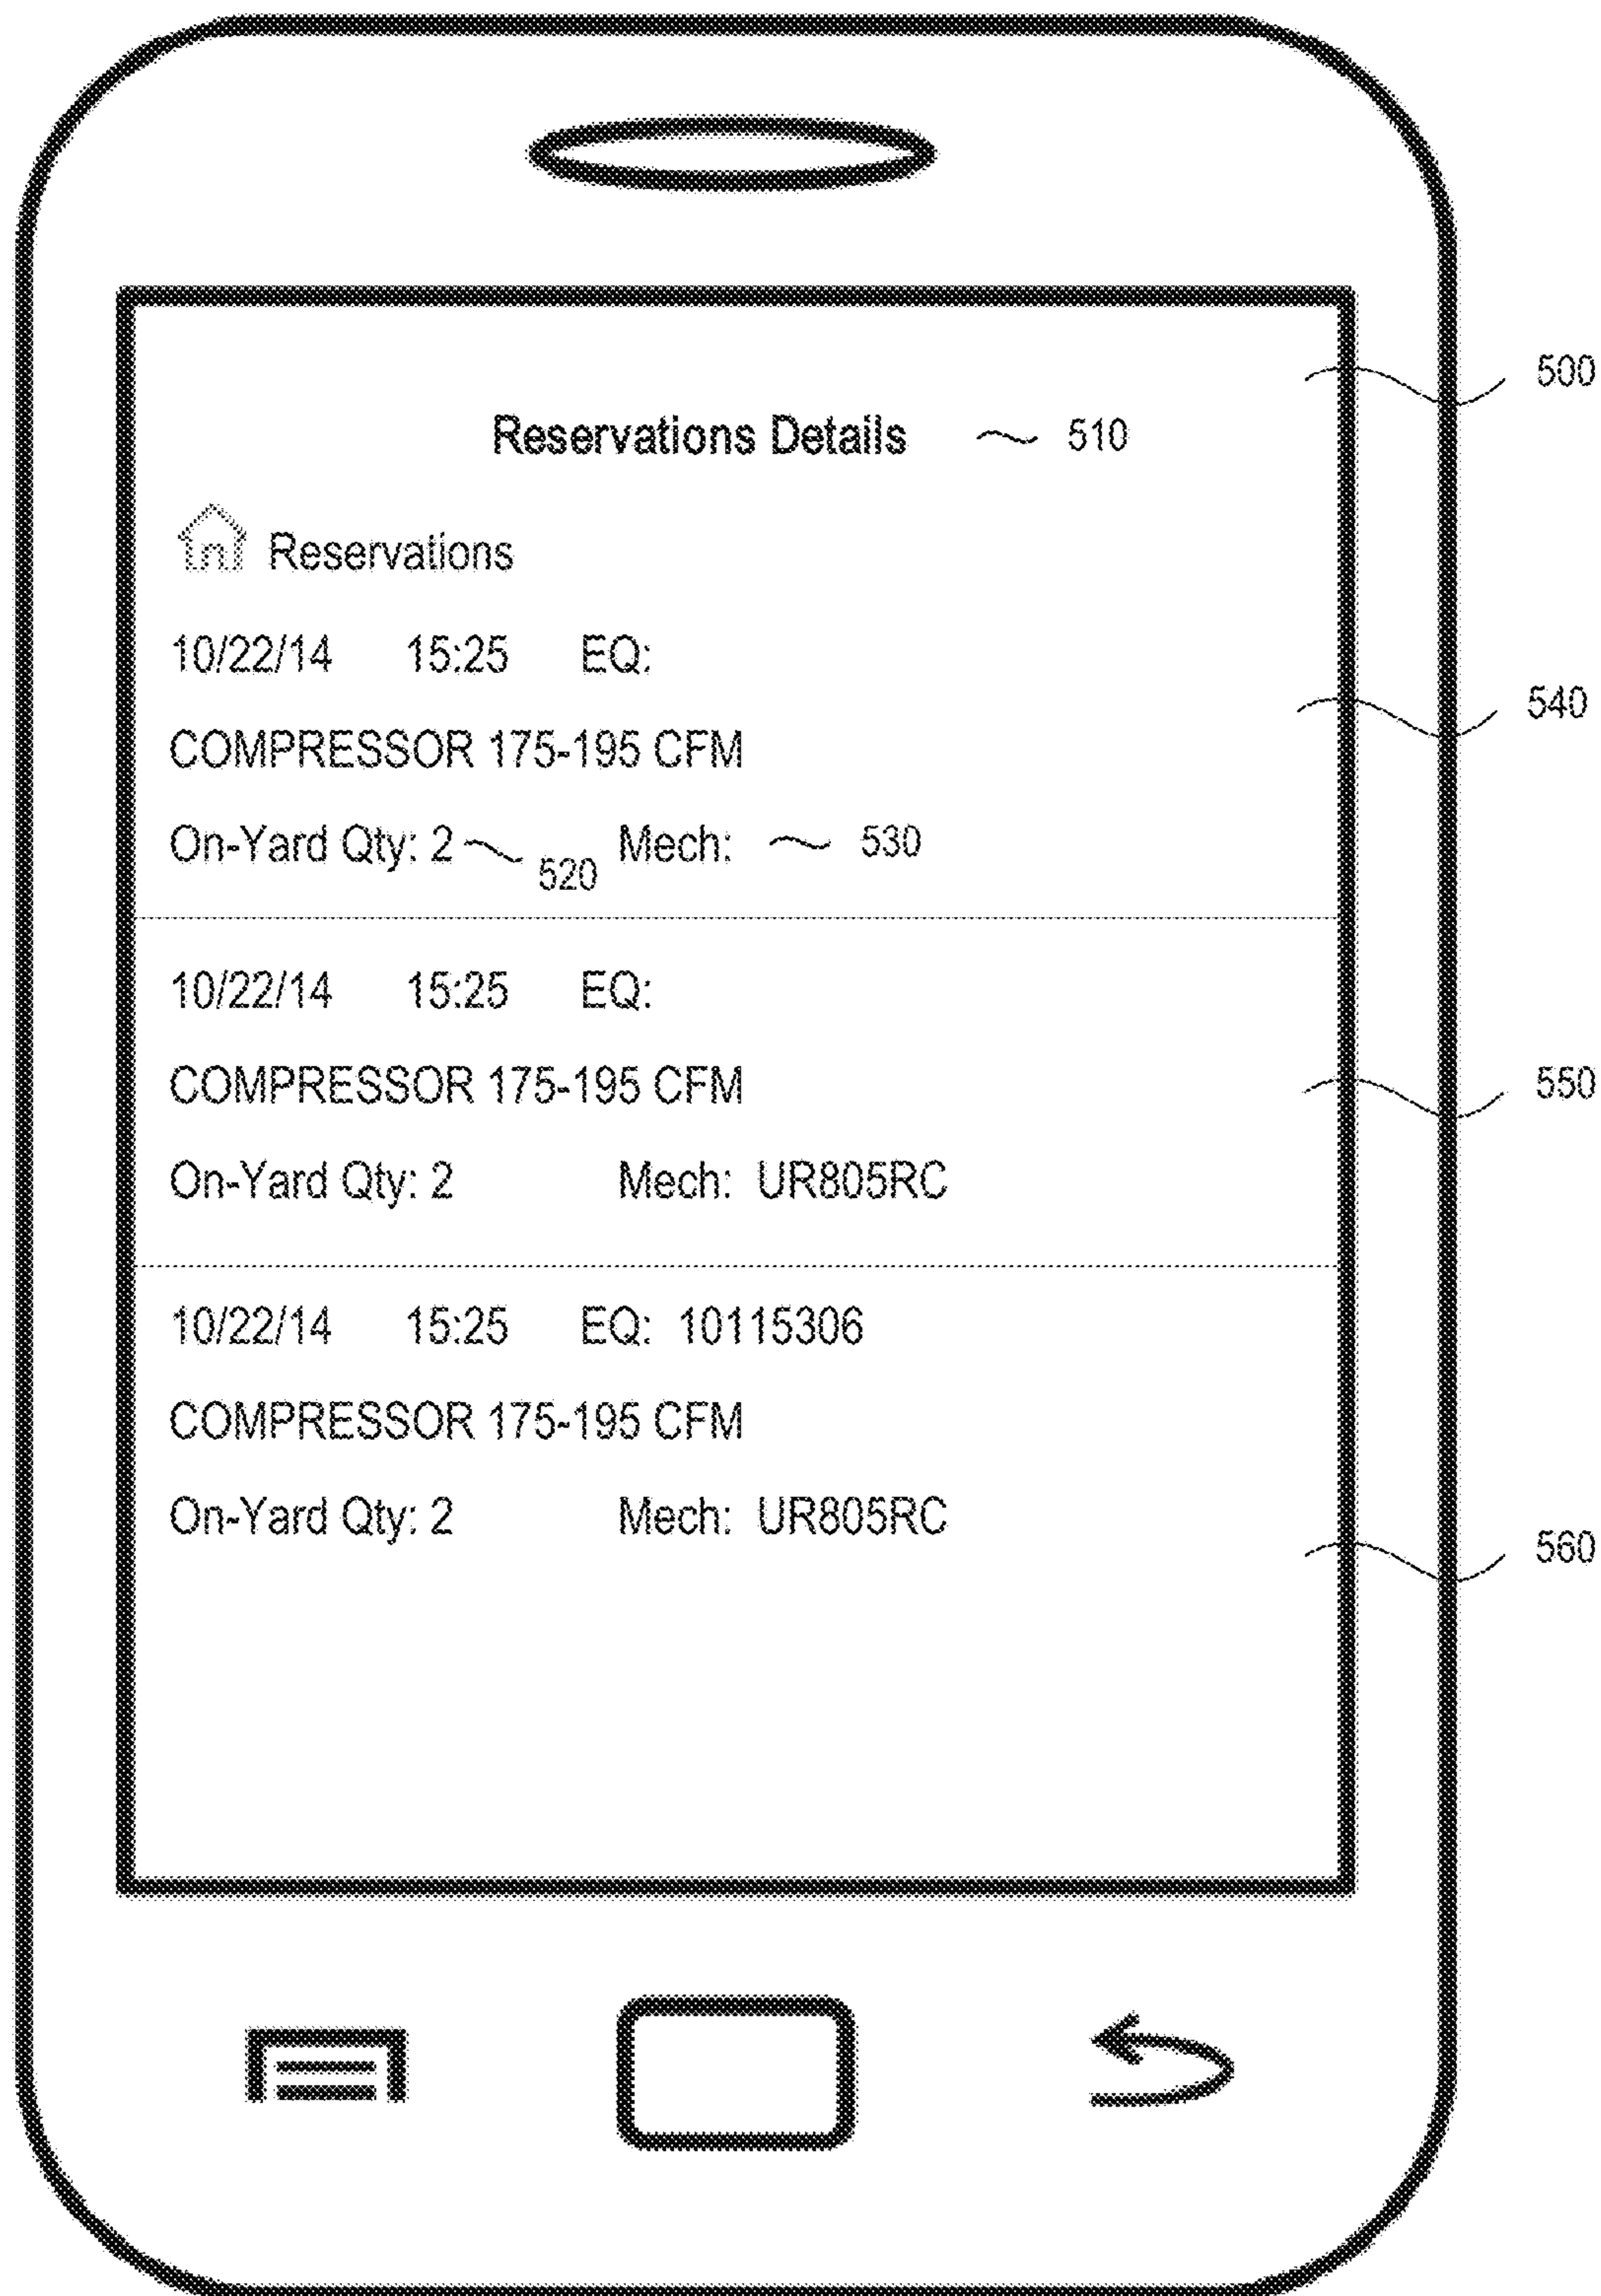 500
Reservations Details 510
Reservations
10/22/14 15:25 EQ:
540
COMPRESSOR 175-195 CFM
On-Yard Qty: 2 520 Mech: 530
10/22/14 15:25 EQ:
COMPRESSOR 175-195 CFM 550
On-Yard Qty: 2 Mech: UR805RC
10/22/14 15:25 EQ: 10115306
COMPRESSOR 175-195 CFM
On-Yard Qty: 2 Mech: UR805RC
560